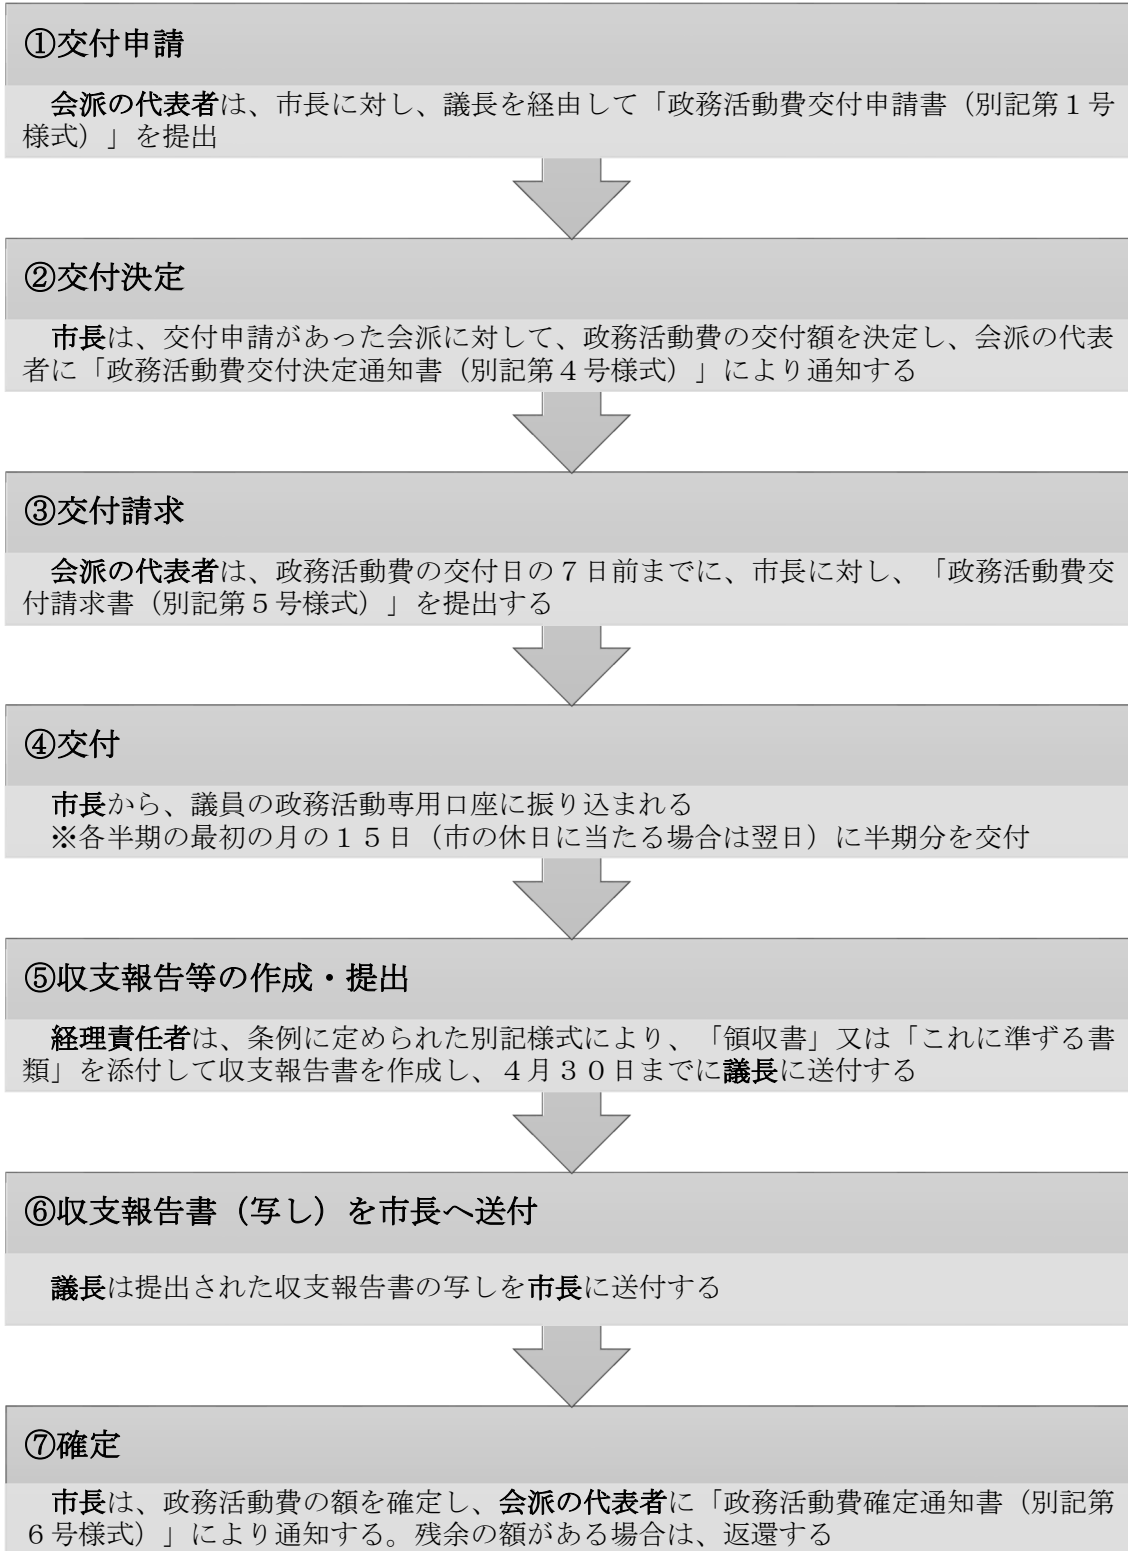 ①交付申請
会派の代表者は、市長に対し、議長を経由して「政務活動費交付申請書（別記第１号
様式）」を提出
②交付決定
市長は、交付申請があった会派に対して、政務活動費の交付額を決定し、会派の代表
者に「政務活動費交付決定通知書（別記第４号様式）」により通知する
③交付請求
会派の代表者は、政務活動費の交付日の７日前までに、市長に対し、「政務活動費交
付請求書（別記第５号様式）」を提出する
④交付
市長から、議員の政務活動専用口座に振り込まれる
※各半期の最初の月の１５日（市の休日に当たる場合は翌日）に半期分を交付
⑤収支報告等の作成・提出
経理責任者は、条例に定められた別記様式により、「領収書」又は「これに準ずる書
類」を添付して収支報告書を作成し、４月３０日までに議長に送付する
⑥収支報告書（写し）を市長へ送付
議長は提出された収支報告書の写しを市長に送付する
⑦確定
市長は、政務活動費の額を確定し、会派の代表者に「政務活動費確定通知書（別記第
６号様式）」により通知する。残余の額がある場合は、返還する